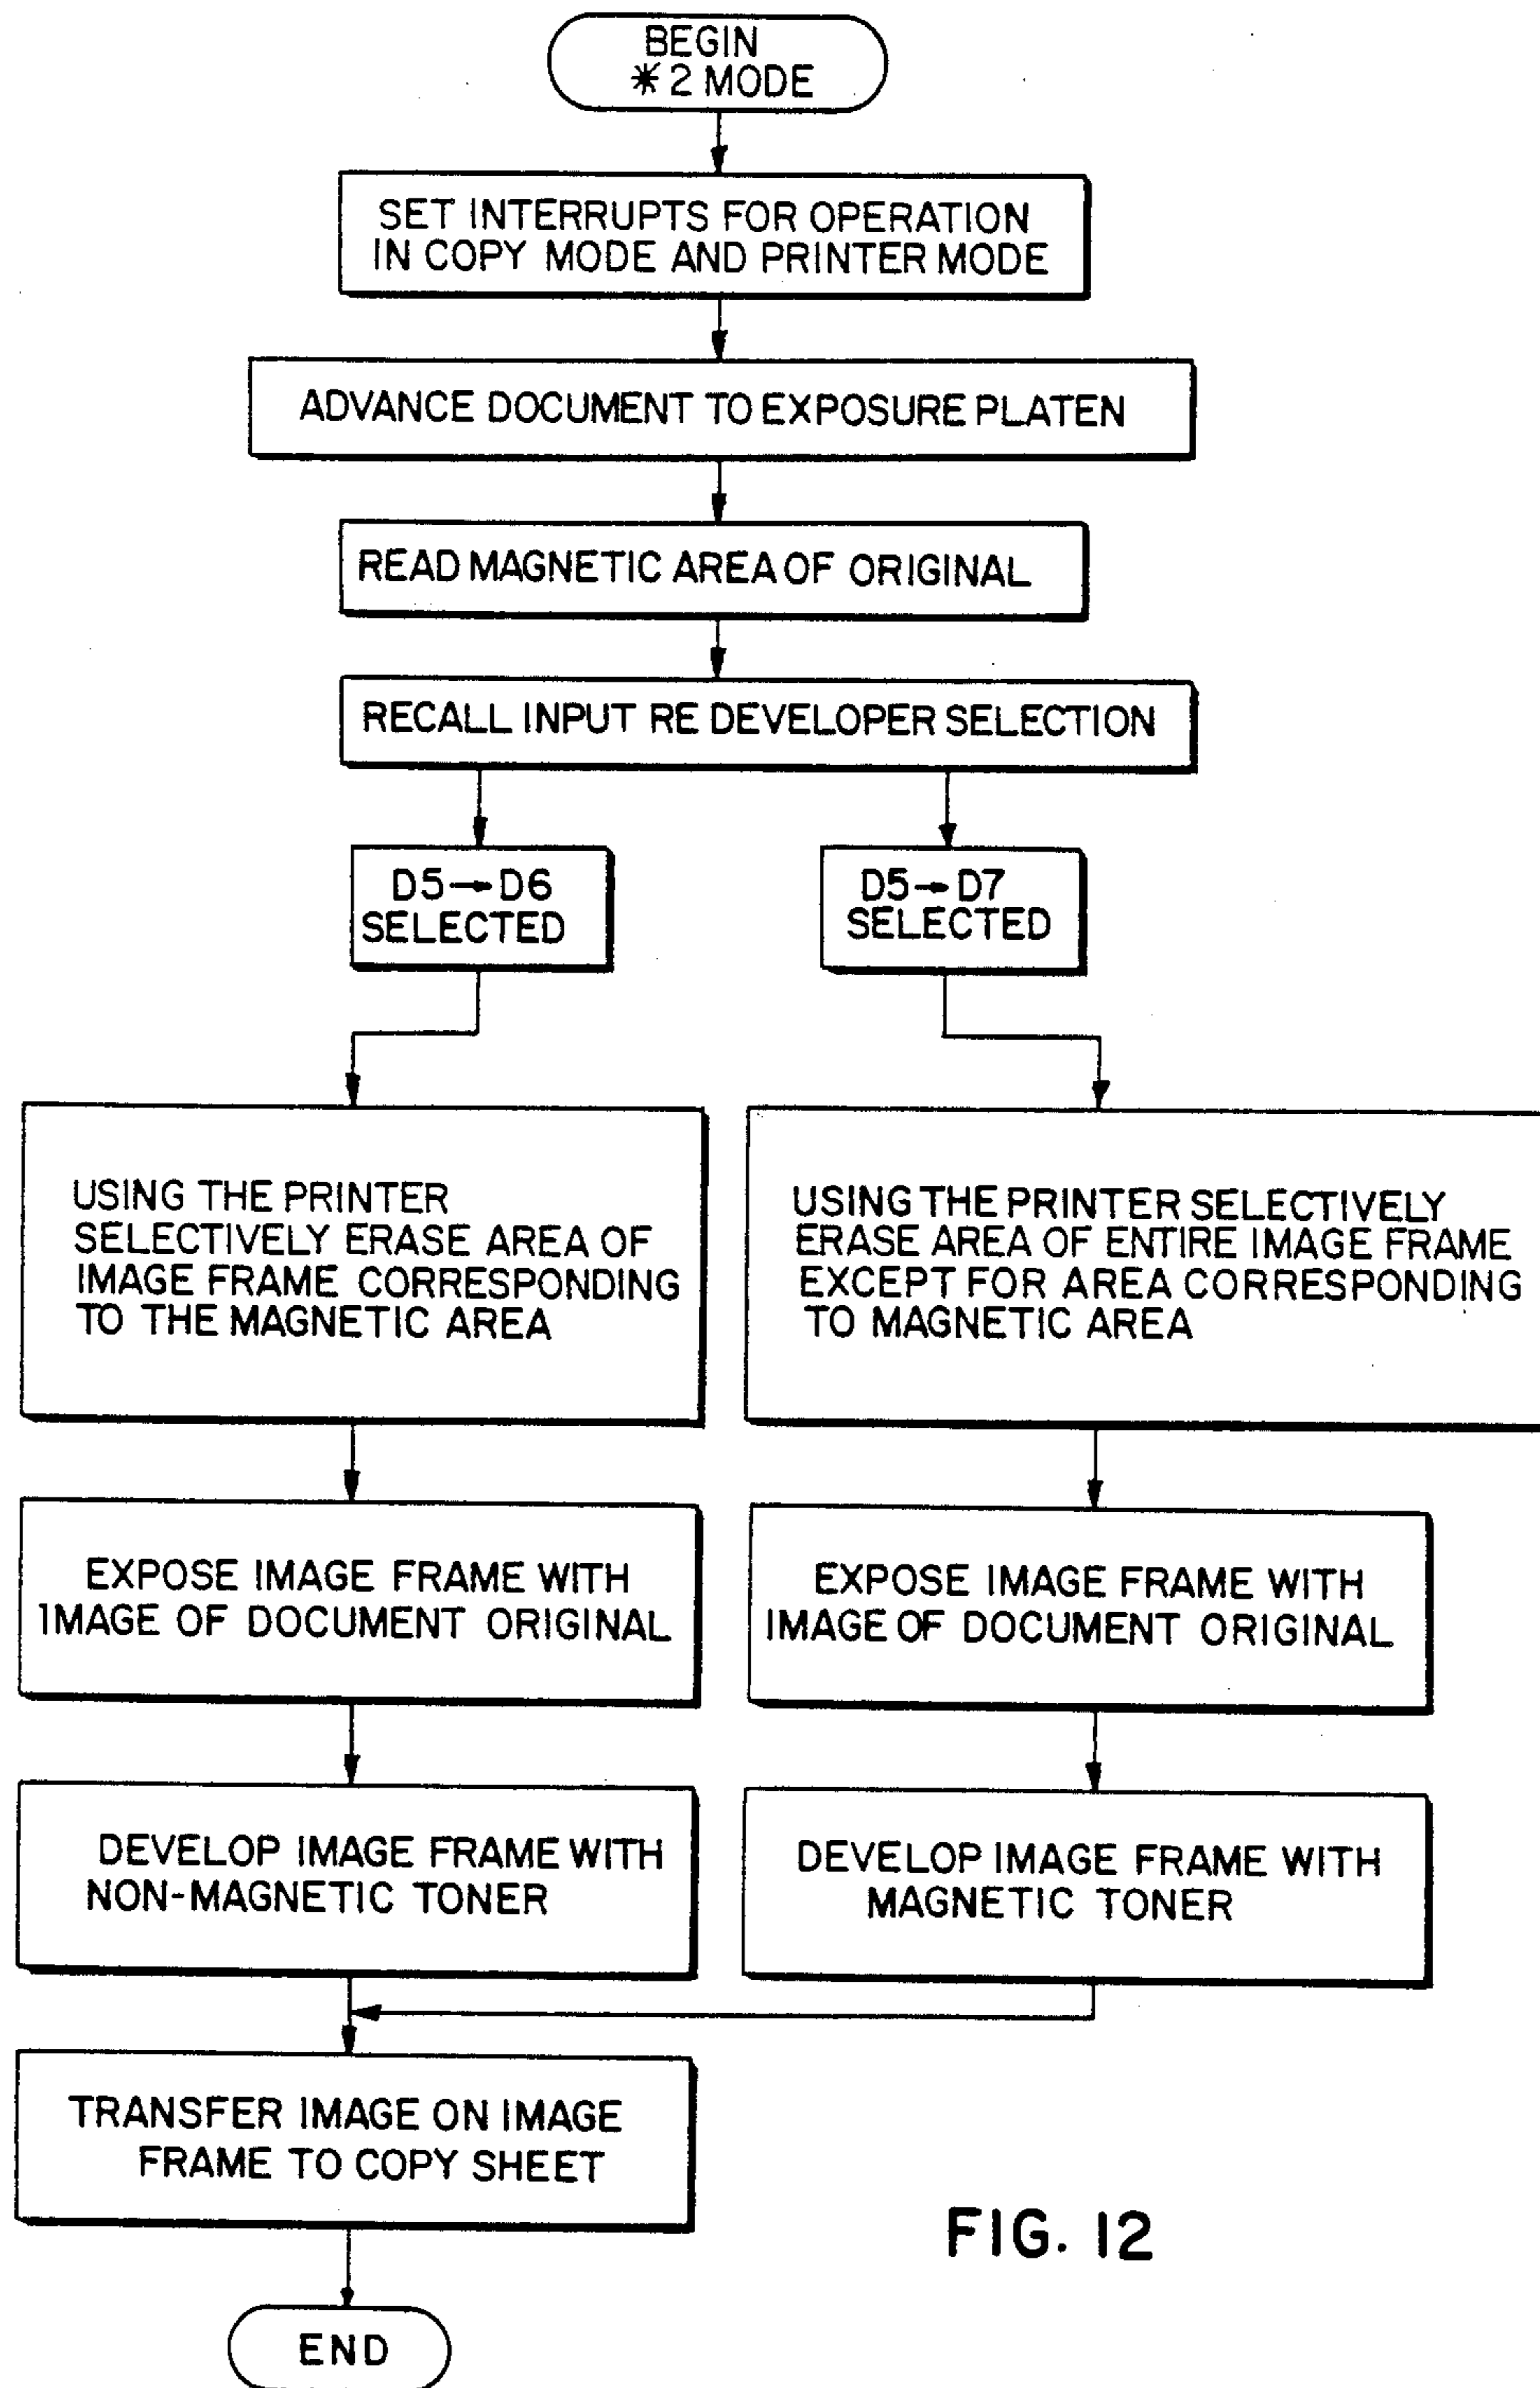 BEGIN
*2 MODE
SET INTERRUPTS FOR OPERATION
IN COPY MODE AND PRINTER MODE
ADVANCE DOCUMENT TO EXPOSURE PLATEN
READ MAGNETIC AREA OF ORIGINAL
RECALL INPUT RE DEVELOPER SELECTION
D5→D6
SELECTED
D5→D7
SELECTED
USING THE PRINTER
SELECTIVELY ERASE AREA OF
IMAGE FRAME CORRESPONDING
TO THE MAGNETIC AREA
USING THE PRINTER SELECTIVELY
ERASE AREA OF ENTIRE IMAGE FRAME
EXCEPT FOR AREA CORRESPONDING
TO MAGNETIC AREA
EXPOSE IMAGE FRAME WITH
IMAGE OF DOCUMENT ORIGINAL
EXPOSE IMAGE FRAME WITH
IMAGE OF DOCUMENT ORIGINAL
DEVELOP IMAGE FRAME WITH
NON-MAGNETIC TONER
DEVELOP IMAGE FRAME WITH
MAGNETIC TONER
TRANSFER IMAGE ON IMAGE
FRAME TO COPY SHEET
FIG. 12
END